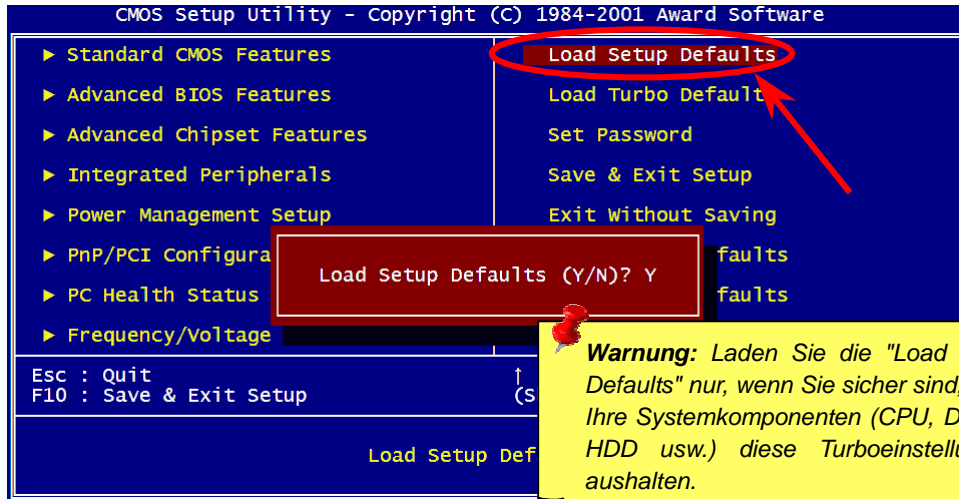 CMOS Setup Utility – Copyright (C) 1984-2001 Award Software
► Standard CMOS Features
► Advanced BIOS Features
► Advanced Chipset Features
► Integrated Peripherals
► Power Management Setup
► PnP/PCI Configura
► PC Health Status
► Frequency/Voltage
Load Setup Defaults
Load Turbo Default
Set Password
Save & Exit Setup
Exit Without Saving
faults
faults
Load Setup Defaults (Y/N)? Y
Esc : Quit
F10 : Save & Exit Setup
↑
(S
Load Setup Def
Warnung: Laden Sie die "Load
Defaults" nur, wenn Sie sicher sind,
Ihre Systemkomponenten (CPU, D
HDD usw.) diese Turboeinstellu
aushalten.